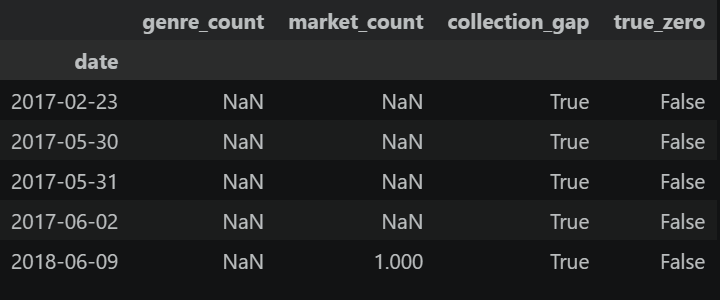 genre_count market_count collection_gap true_zero
date
2017-02-23 NaN NaN True False
2017-05-30 NaN NaN True False
2017-05-31 NaN NaN True False
2017-06-02 NaN NaN True False
2018-06-09 NaN 1.000 True False